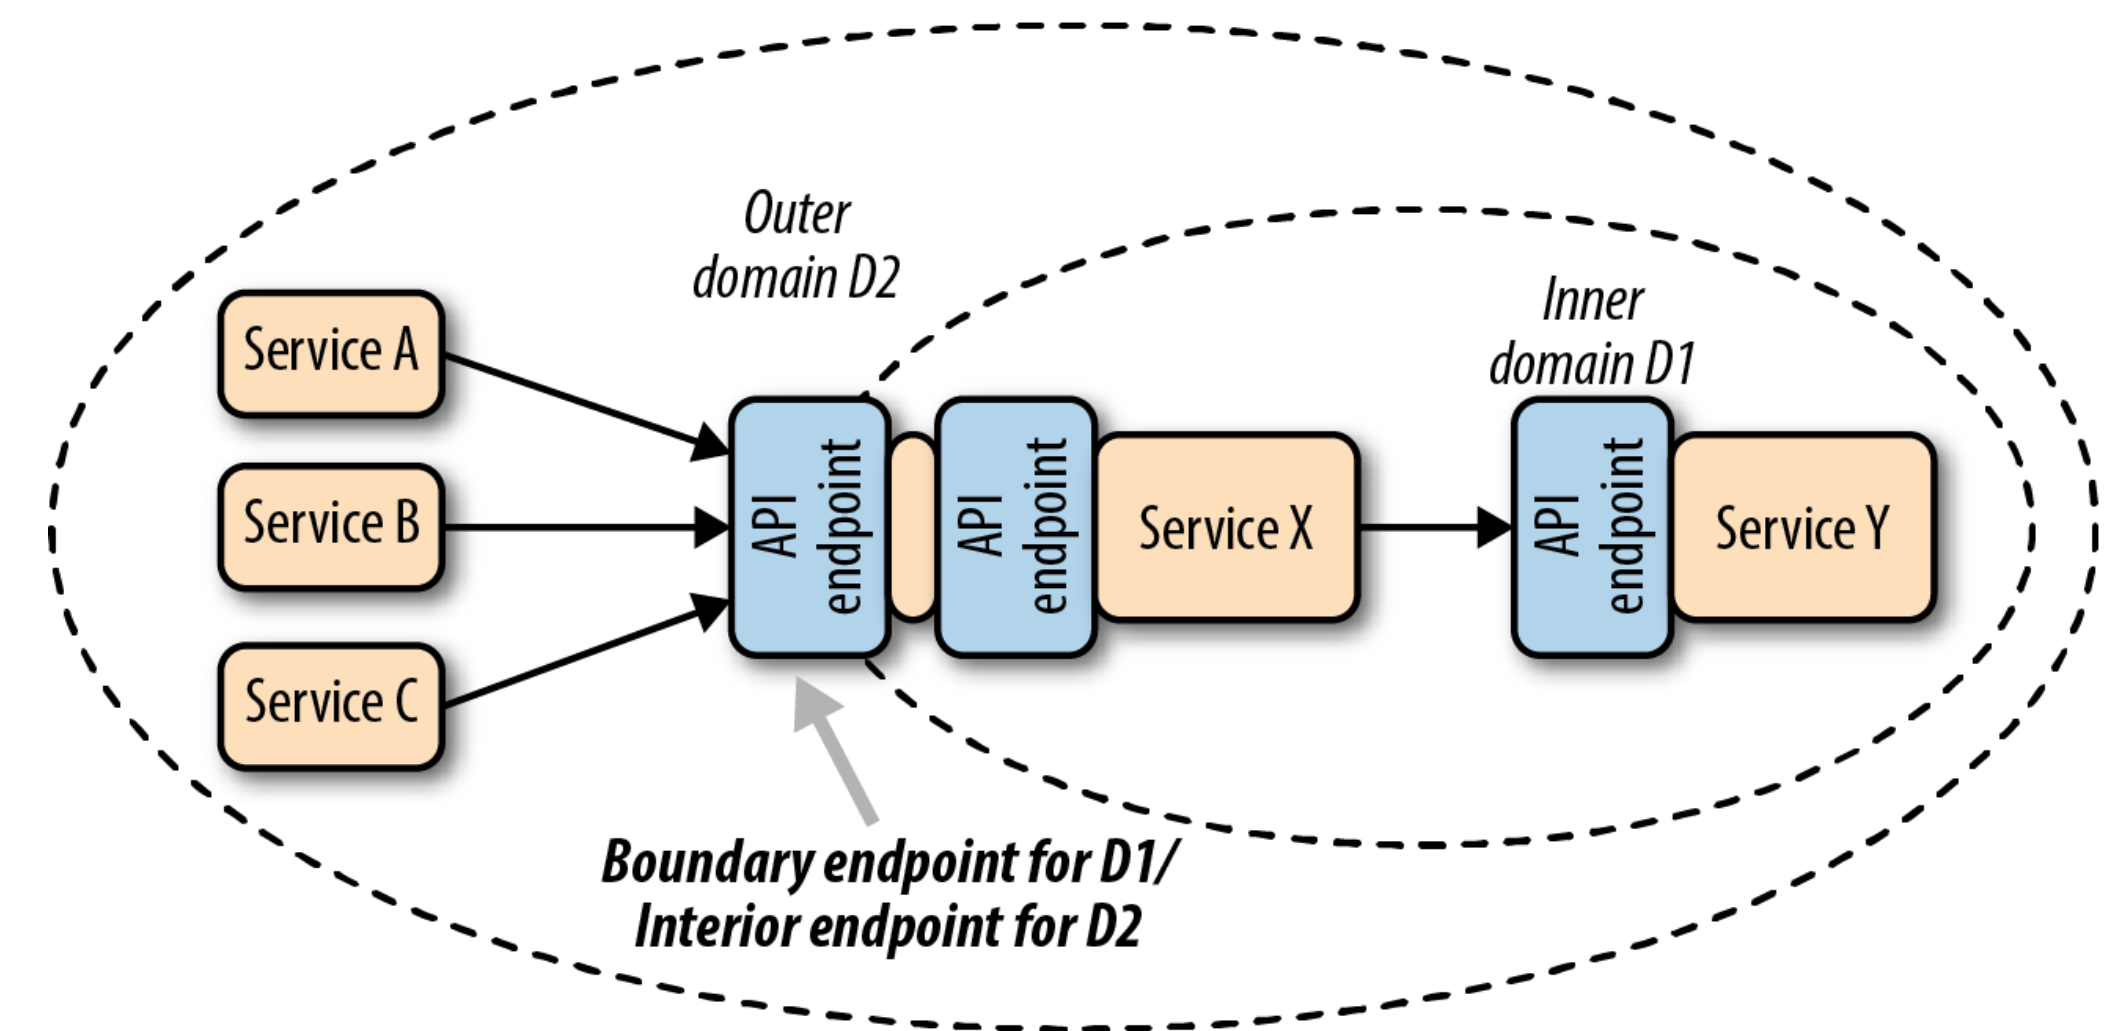 Outer
domain D2
Inner
domain D1
Service A
Service B
Service C
API
endpoint
API
endpoint
Service X
API
endpoint
Service Y
Boundary endpoint for D1/
Interior endpoint for D2